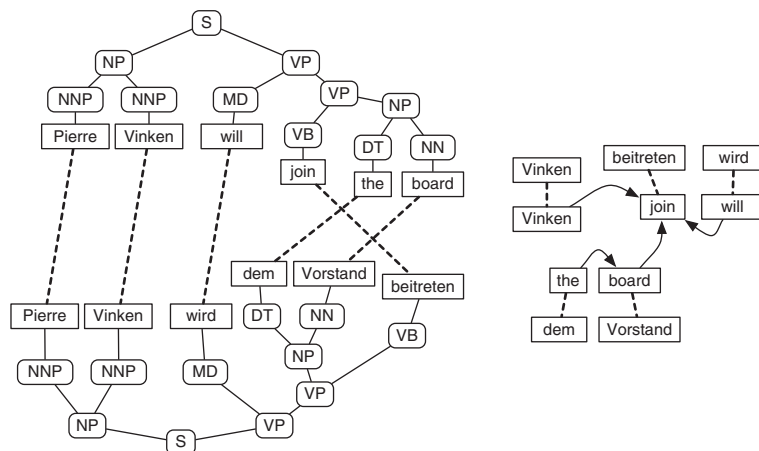 S
NP VP
NNP NNP MD VP NP
Pierre Vinken will VB DT NN
join the board
dem Vorstand beitreten
Pierre Vinken wird DT NN VB
NNP NNP MD NP
VP
NP S VP
Vinken beitreten wird
Vinken join will
the board
dem Vorstand